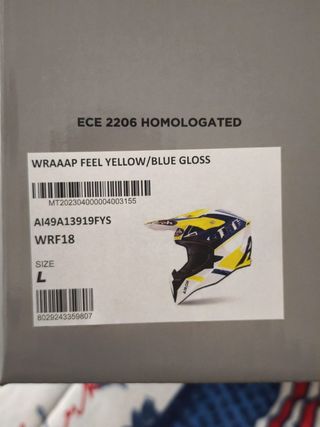 ECE 2206 HOMOLOGATED
WRAAAP FEEL YELLOW/BLUE GLOSS
MT202304000004003155
AI49A13919FYS
WRF18
SIZE
L
8029243359807